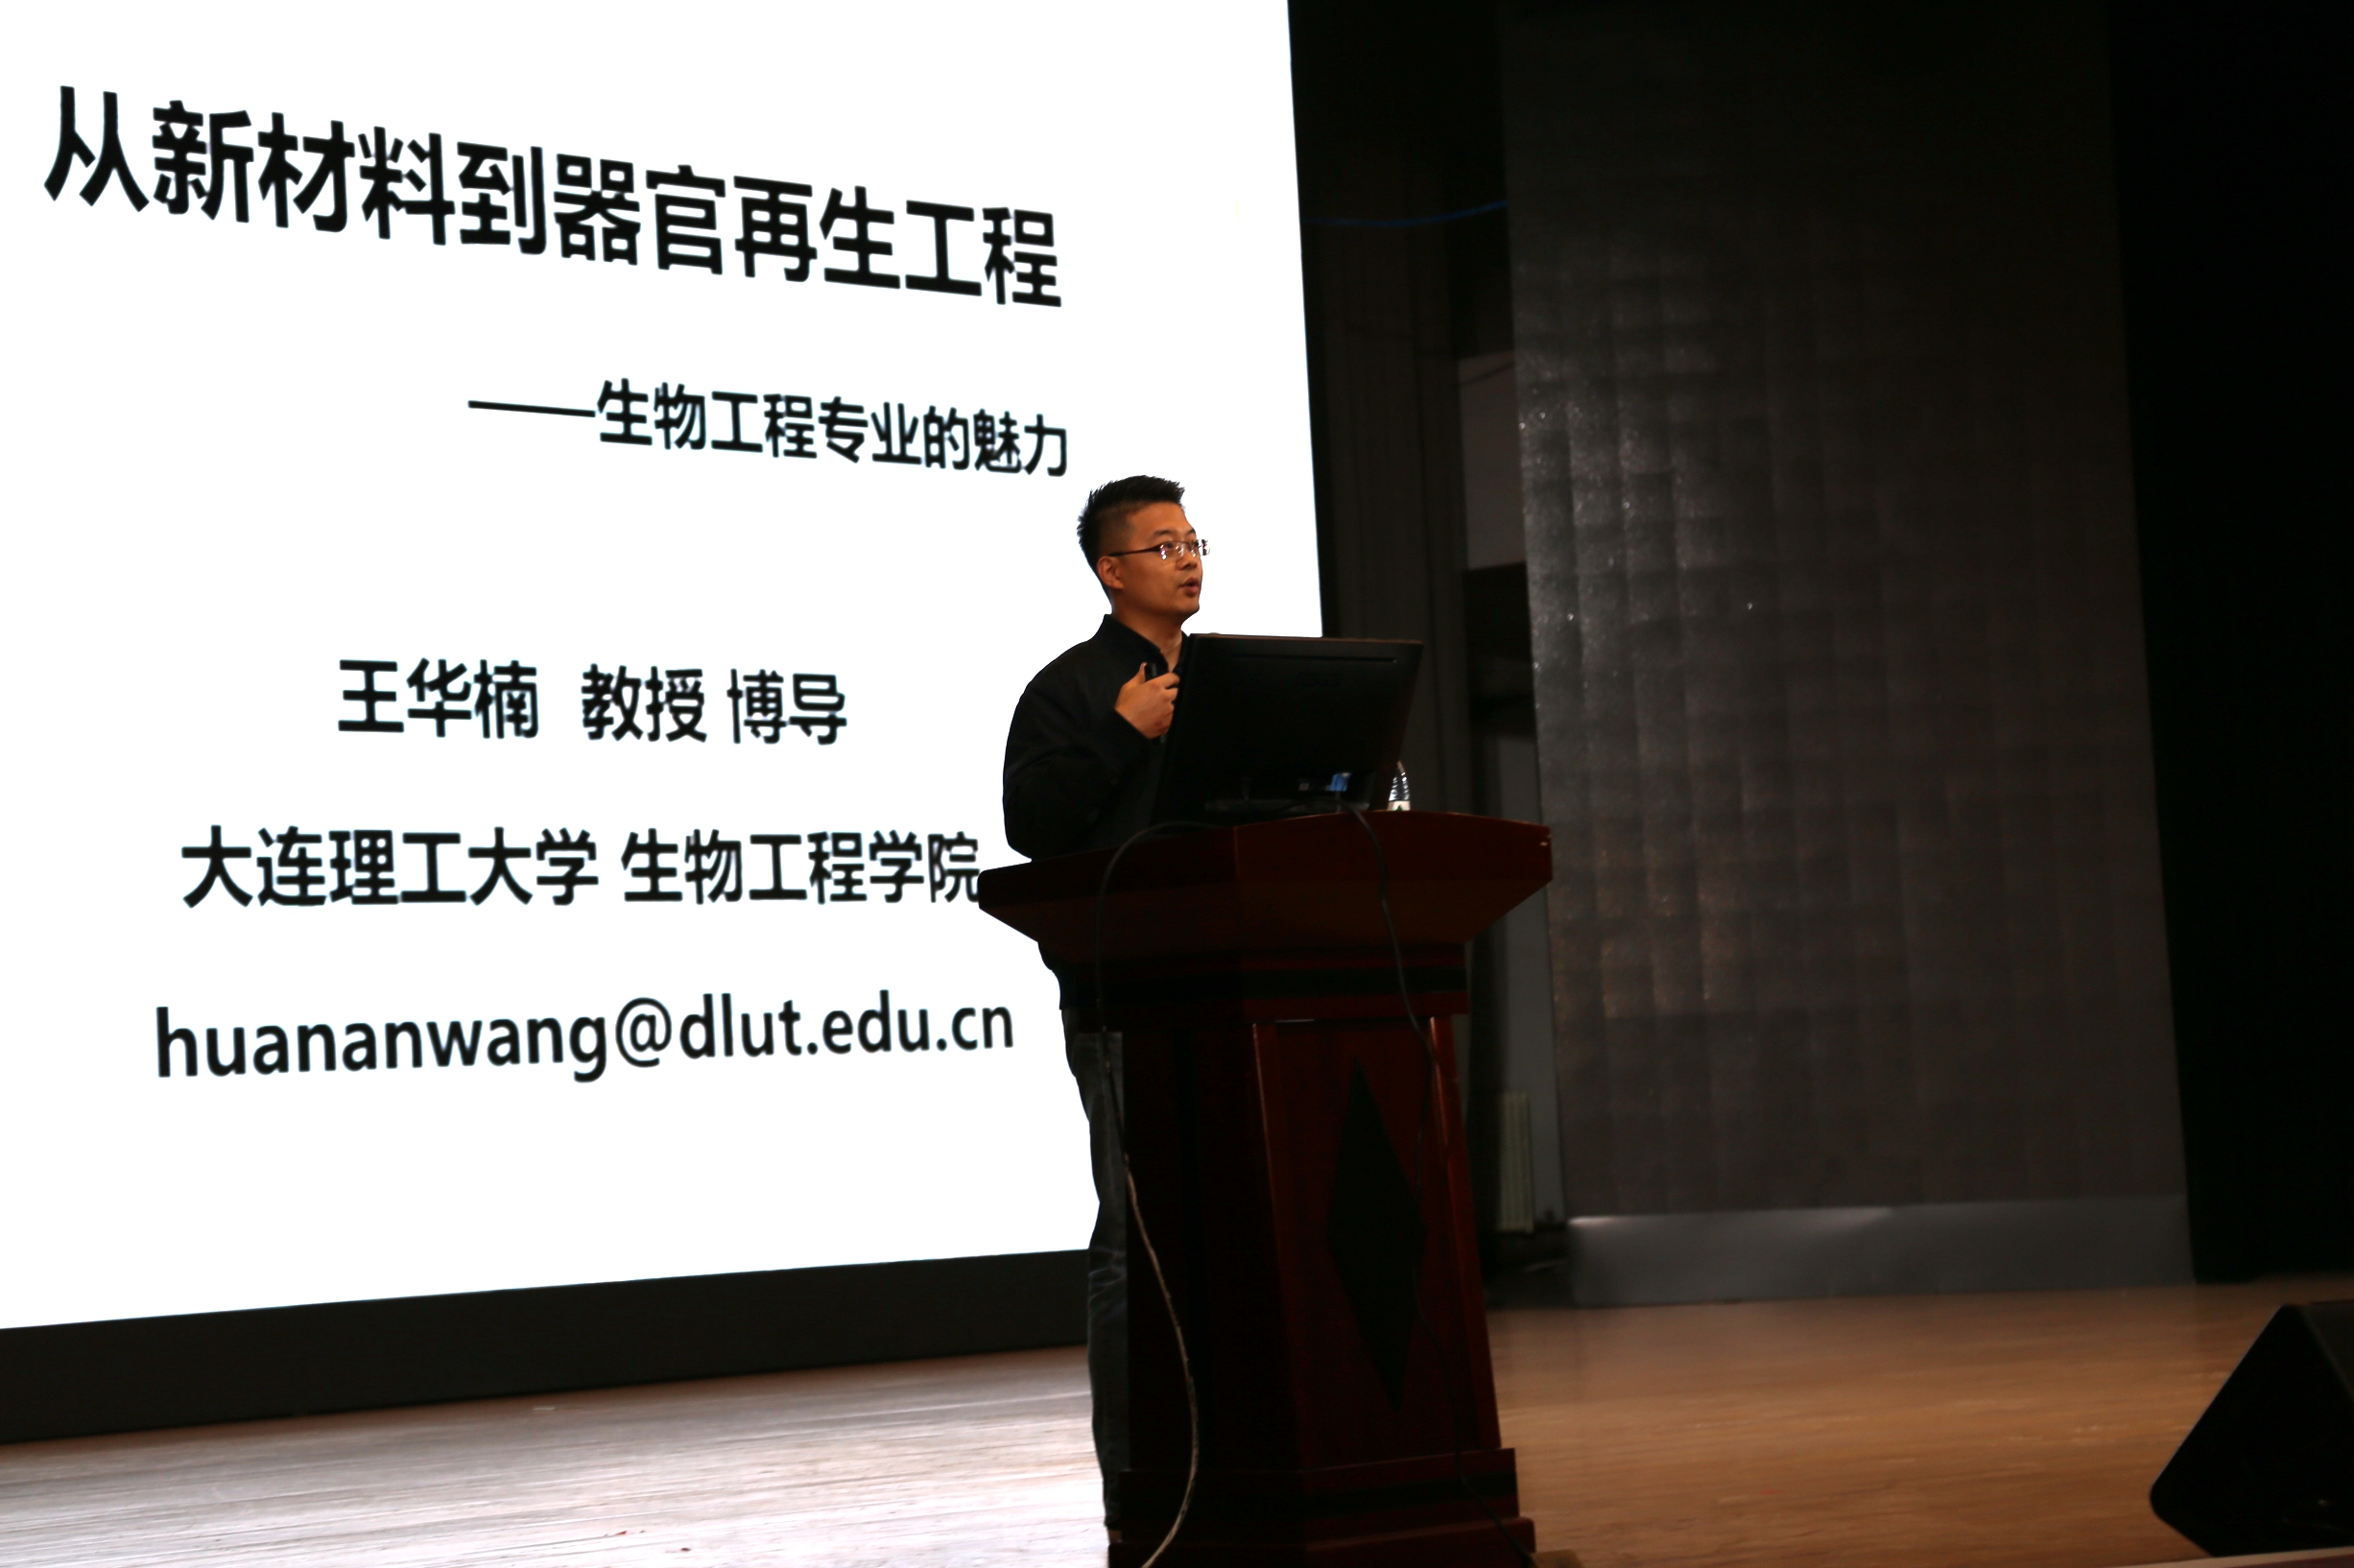 从新材料到器官再生工程
——生物工程专业的魅力
王华楠 教授 博导
大连理工大学 生物工程学院
huananwang@dlut.edu.cn